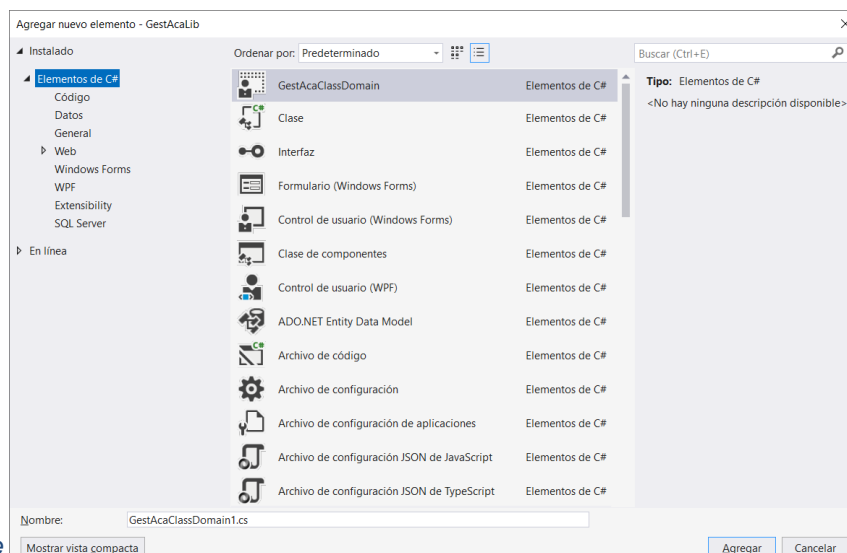 Agregar nuevo elemento - GestAcaLib
Instalado
Ordenar por: Predeterminado
Buscar (Ctrl+E)
Elementos de C#
Código
Datos
General
Web
Windows Forms
WPF
Extensibility
SQL Server
En línea
GestAcaClassDomain Elementos de C#
Clase Elementos de C#
Interfaz Elementos de C#
Formulario (Windows Forms) Elementos de C#
Control de usuario (Windows Forms) Elementos de C#
Clase de componentes Elementos de C#
Control de usuario (WPF) Elementos de C#
ADO.NET Entity Data Model Elementos de C#
Archivo de código Elementos de C#
Archivo de configuración Elementos de C#
Archivo de configuración de aplicaciones Elementos de C#
Archivo de configuración JSON de JavaScript Elementos de C#
Archivo de configuración JSON de TypeScript Elementos de C#
Tipo: Elementos de C#
<No hay ninguna descripción disponible>
Nombre: GestAcaClassDomain1.cs
e
Mostrar vista compacta
Agregar
Cancelar